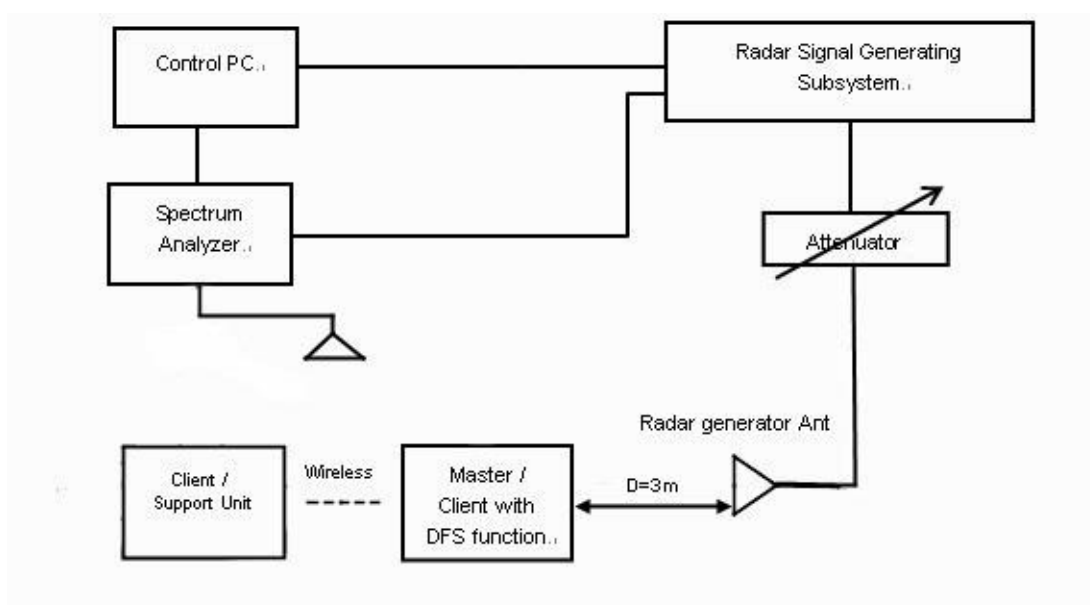 Control PC
Radar Signal Generating
Subsystem
Spectrum
Analyzer
Attenuator
Radar generator Ant
Client /
Support Unit
Wireless
Master /
Client with
DFS function
D=3m